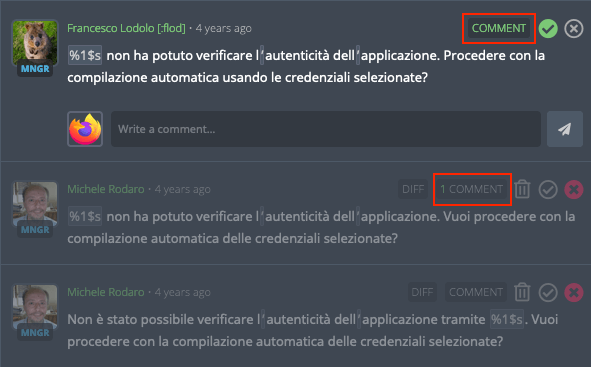 Francesco Lodolo [:flod] • 4 years ago COMMENT
%1$s non ha potuto verificare l'autenticità dell'applicazione. Procedere con la
compilazione automatica usando le credenziali selezionate?
MNGR
Write a comment...
Michele Rodaro • 4 years ago DIFF 1 COMMENT
%1$s non ha potuto verificare l'autenticità dell'applicazione. Vuoi procedere con la
compilazione automatica delle credenziali selezionate?
MNGR
Michele Rodaro • 4 years ago DIFF COMMENT
Non è stato possibile verificare l'autenticità dell'applicazione tramite %1$s. Vuoi
procedere con la compilazione automatica delle credenziali selezionate?
MNGR